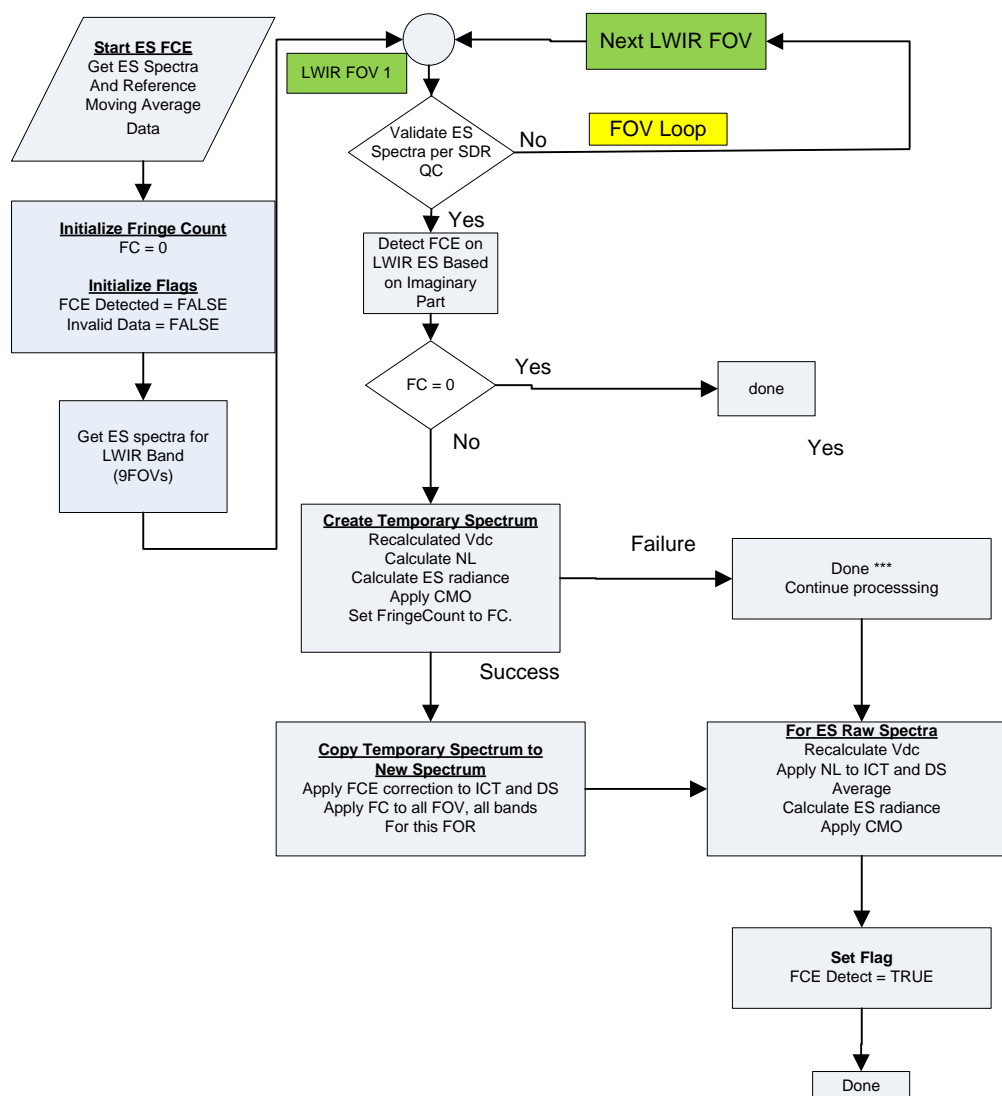 Start ES FCE
Get ES Spectra
And Reference
Moving Average
Data
Initialize Fringe Count
FC = 0
Initialize Flags
FCE Detected = FALSE
Invalid Data = FALSE
Get ES spectra for
LWIR Band
(9FOVs)
LWIR FOV 1
Next LWIR FOV
Validate ES
Spectra per SDR
QC
No
FOV Loop
Yes
Detect FCE on
LWIR ES Based
on Imaginary
Part
FC = 0
Yes
done
Yes
No
Create Temporary Spectrum
Recalculated Vdc
Calculate NL
Calculate ES radiance
Apply CMO
Set FringeCount to FC.
Failure
Done ***
Continue processsing
Success
Copy Temporary Spectrum to
New Spectrum
Apply FCE correction to ICT and DS
Apply FC to all FOV, all bands
For this FOR
For ES Raw Spectra
Recalculate Vdc
Apply NL to ICT and DS
Average
Calculate ES radiance
Apply CMO
Set Flag
FCE Detect = TRUE
Done